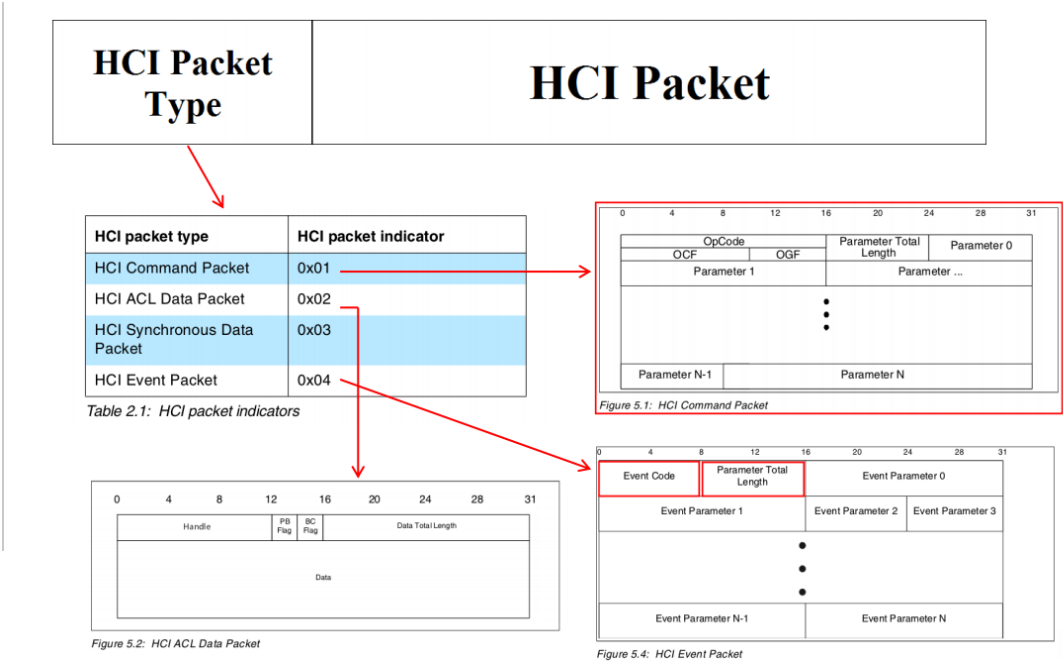 HCI Packet
Type
HCI Packet
HCI packet type HCI packet indicator
HCI Command Packet 0x01
HCI ACL Data Packet 0x02
HCI Synchronous Data 0x03
Packet
HCI Event Packet 0x04
Table 2.1: HCI packet indicators
0 4 8 12 16 20 24 28 31
OpCode
OCF OGF
Parameter Total
Length
Parameter 0
Parameter 1 Parameter ...
Parameter N-1 Parameter N
Figure 5.1: HCI Command Packet
0 4 8 12 16 20 24 28 31
Handle
PB
Flag
BC
Flag
Data Total Length
Data
Figure 5.2: HCI ACL Data Packet
0 4 8 12 16 20 24 28 31
Event Code
Parameter Total
Length
Event Parameter 0
Event Parameter 1 Event Parameter 2 Event Parameter 3
Event Parameter N-1 Event Parameter N
Figure 5.4: HCI Event Packet